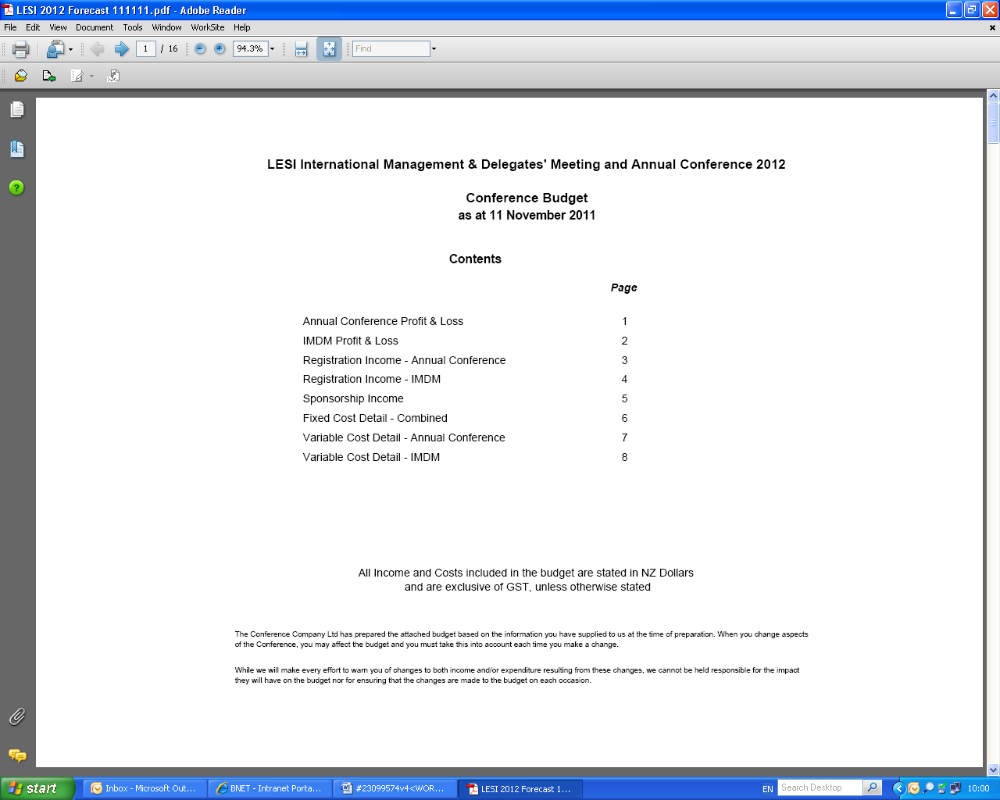 LESI 2012 Forecast 111111.pdf - Adobe Reader
File Edit View Document Tools Window WorkSite Help
1 / 16 94.3% Find
LESI International Management & Delegates' Meeting and Annual Conference 2012
Conference Budget
as at 11 November 2011
Contents
Page
Annual Conference Profit & Loss 1
IMDM Profit & Loss 2
Registration Income - Annual Conference 3
Registration Income - IMDM 4
Sponsorship Income 5
Fixed Cost Detail - Combined 6
Variable Cost Detail - Annual Conference 7
Variable Cost Detail - IMDM 8
All Income and Costs included in the budget are stated in NZ Dollars
and are exclusive of GST, unless otherwise stated
The Conference Company Ltd has prepared the attached budget based on the information you have supplied to us at the time of preparation. When you change aspects
of the Conference, you may affect the budget and you must take this into account each time you make a change.
While we will make every effort to warn you of changes to both income and/or expenditure resulting from these changes, we cannot be held responsible for the impact
they will have on the budget nor for ensuring that the changes are made to the budget on each occasion.
start Inbox - Microsoft Out... BNET - Intranet Porta... #23099574v4<WOR... LESI 2012 Forecast 1... EN Search Desktop 10:00